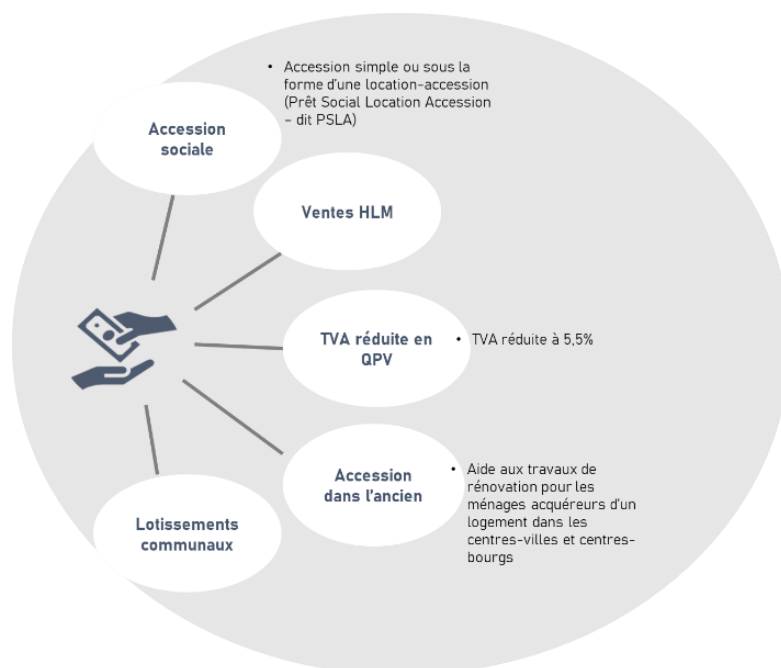 • Accession simple ou sous la
forme d'une location-accession
(Prêt Social Location Accession
– dit PSLA)
Accession
sociale
Ventes HLM
TVA réduite en
QPV
• TVA réduite à 5,5%
Accession
dans l'ancien
• Aide aux travaux de
rénovation pour les
ménages acquéreurs d'un
logement dans les
centres-villes et centres-
bourgs
Lotissements
communaux